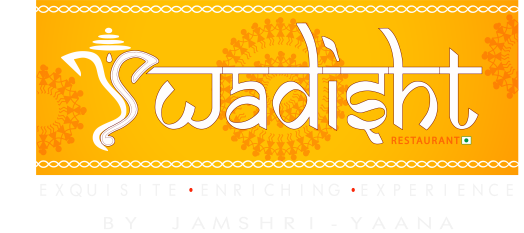 Swadisht
RESTAURANT
EXQUISITE • ENRICHING • EXPERIENCE
BY JAMSHRI - YAANA